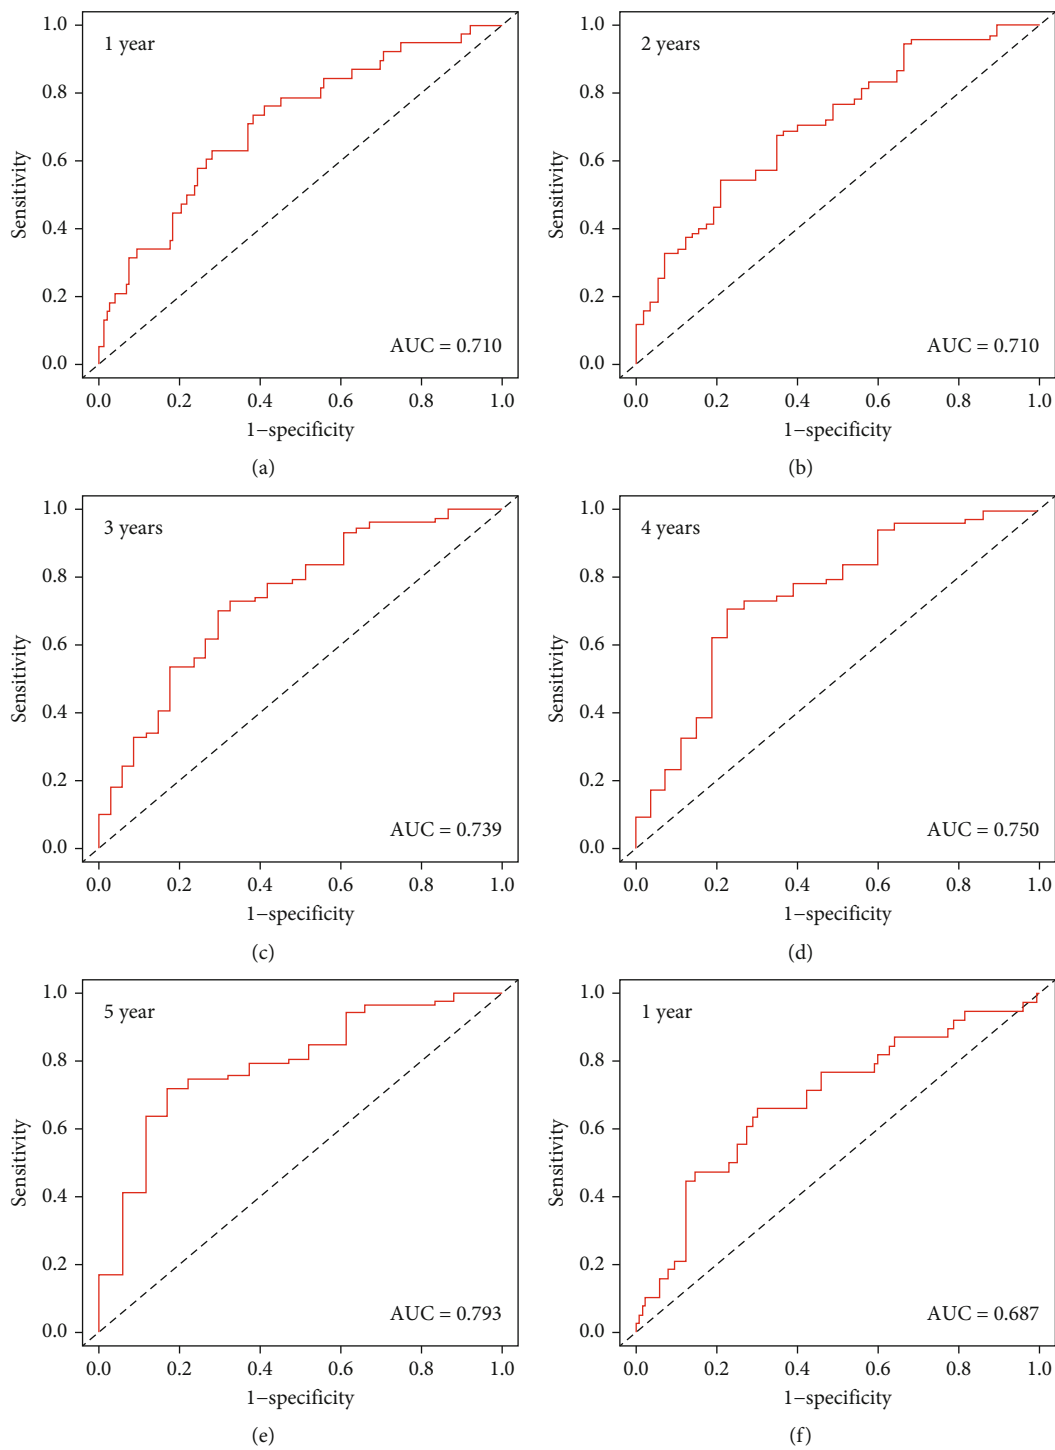 1 year
1.0
0.8
0.6
0.4
0.2
0.0
Sensitivity
AUC = 0.710
0.0 0.2 0.4 0.6 0.8 1.0
1−specificity
(a)
2 years
1.0
0.8
0.6
0.4
0.2
0.0
Sensitivity
AUC = 0.710
0.0 0.2 0.4 0.6 0.8 1.0
1−specificity
(b)
3 years
1.0
0.8
0.6
0.4
0.2
0.0
Sensitivity
AUC = 0.739
0.0 0.2 0.4 0.6 0.8 1.0
1−specificity
(c)
4 years
1.0
0.8
0.6
0.4
0.2
0.0
Sensitivity
AUC = 0.750
0.0 0.2 0.4 0.6 0.8 1.0
1−specificity
(d)
5 year
1.0
0.8
0.6
0.4
0.2
0.0
Sensitivity
AUC = 0.793
0.0 0.2 0.4 0.6 0.8 1.0
1−specificity
(e)
1 year
1.0
0.8
0.6
0.4
0.2
0.0
Sensitivity
AUC = 0.687
0.0 0.2 0.4 0.6 0.8 1.0
1−specificity
(f)